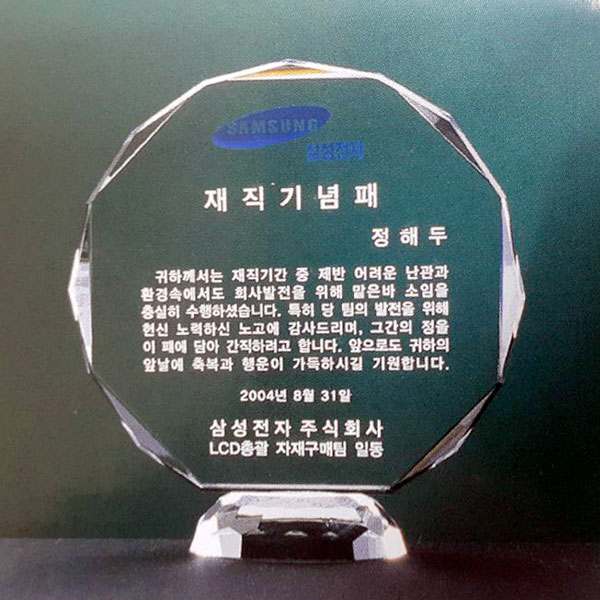 SAMSUNG
삼성전자
재직기념패
정해두
귀하께서는 재직기간 중 제반 어려운 난관과
환경속에서도 회사발전을 위해 맡은바 소임을
충실히 수행하셨습니다. 특히 당 팀의 발전을 위해
헌신 노력하신 노고에 감사드리며, 그간의 정을
이 패에 담아 간직하려고 합니다. 앞으로도 귀하의
앞날에 축복과 행운이 가득하시길 기원합니다.
2004년 8월 31일
삼성전자 주식회사
LCD총괄 자재구매팀 일동